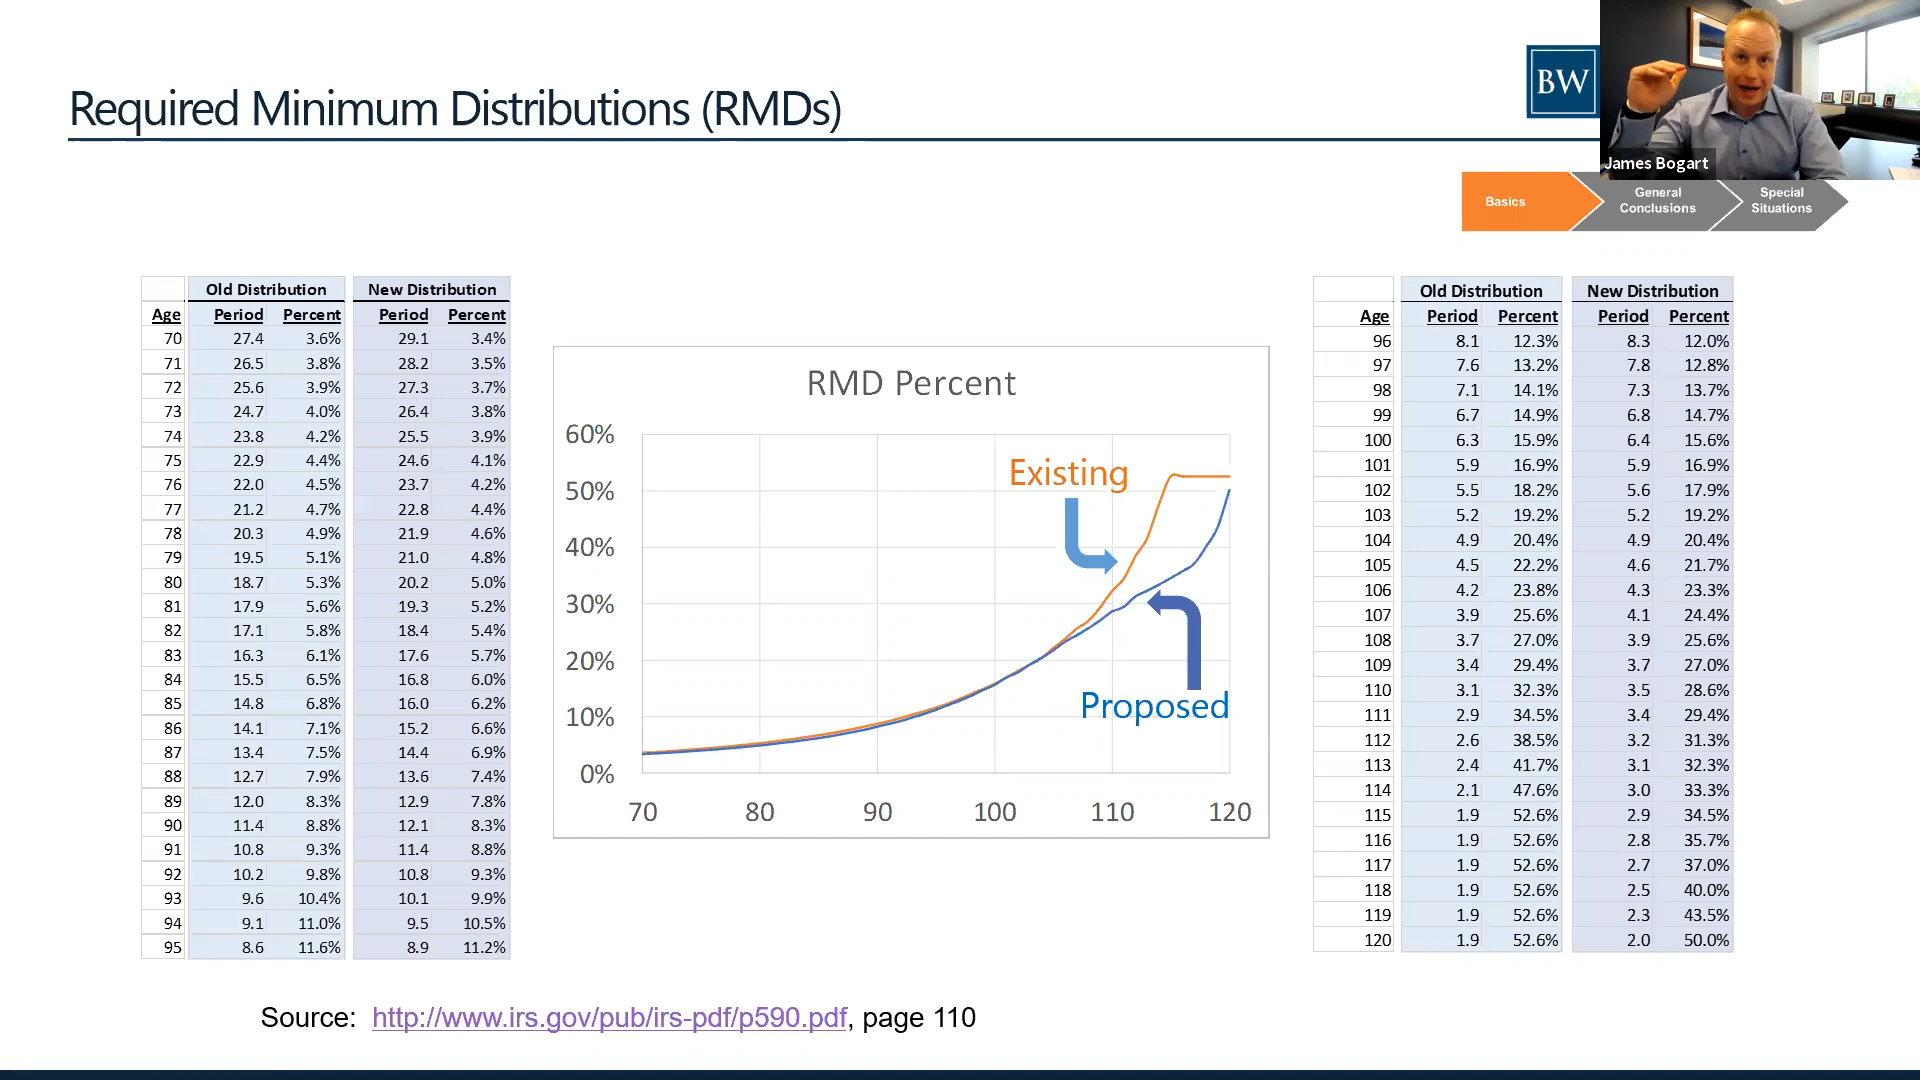 Required Minimum Distributions (RMDs)
BW
James Bogart
Basics
General
Conclusions
Special
Situations
Old Distribution New Distribution
Age Period Percent Period Percent
70 27.4 3.6% 29.1 3.4%
71 26.5 3.8% 28.2 3.5%
72 25.6 3.9% 27.3 3.7%
73 24.7 4.0% 26.4 3.8%
74 23.8 4.2% 25.5 3.9%
75 22.9 4.4% 24.6 4.1%
76 22.0 4.5% 23.7 4.2%
77 21.2 4.7% 22.8 4.4%
78 20.3 4.9% 21.9 4.6%
79 19.5 5.1% 21.0 4.8%
80 18.7 5.3% 20.2 5.0%
81 17.9 5.6% 19.3 5.2%
82 17.1 5.8% 18.4 5.4%
83 16.3 6.1% 17.6 5.7%
84 15.5 6.5% 16.8 6.0%
85 14.8 6.8% 16.0 6.2%
86 14.1 7.1% 15.2 6.6%
87 13.4 7.5% 14.4 6.9%
88 12.7 7.9% 13.6 7.4%
89 12.0 8.3% 12.9 7.8%
90 11.4 8.8% 12.1 8.3%
91 10.8 9.3% 11.4 8.8%
92 10.2 9.8% 10.8 9.3%
93 9.6 10.4% 10.1 9.9%
94 9.1 11.0% 9.5 10.5%
95 8.6 11.6% 8.9 11.2%
RMD Percent
60%
50%
40%
30%
20%
10%
0%
70 80 90 100 110 120
Existing
Proposed
Old Distribution New Distribution
Age Period Percent Period Percent
96 8.1 12.3% 8.3 12.0%
97 7.6 13.2% 7.8 12.8%
98 7.1 14.1% 7.3 13.7%
99 6.7 14.9% 6.8 14.7%
100 6.3 15.9% 6.4 15.6%
101 5.9 16.9% 5.9 16.9%
102 5.5 18.2% 5.6 17.9%
103 5.2 19.2% 5.2 19.2%
104 4.9 20.4% 4.9 20.4%
105 4.5 22.2% 4.6 21.7%
106 4.2 23.8% 4.3 23.3%
107 3.9 25.6% 4.1 24.4%
108 3.7 27.0% 3.9 25.6%
109 3.4 29.4% 3.7 27.0%
110 3.1 32.3% 3.5 28.6%
111 2.9 34.5% 3.4 29.4%
112 2.6 38.5% 3.2 31.3%
113 2.4 41.7% 3.1 32.3%
114 2.1 47.6% 3.0 33.3%
115 1.9 52.6% 2.9 34.5%
116 1.9 52.6% 2.8 35.7%
117 1.9 52.6% 2.7 37.0%
118 1.9 52.6% 2.5 40.0%
119 1.9 52.6% 2.3 43.5%
120 1.9 52.6% 2.0 50.0%
Source: http://www.irs.gov/pub/irs-pdf/p590.pdf, page 110